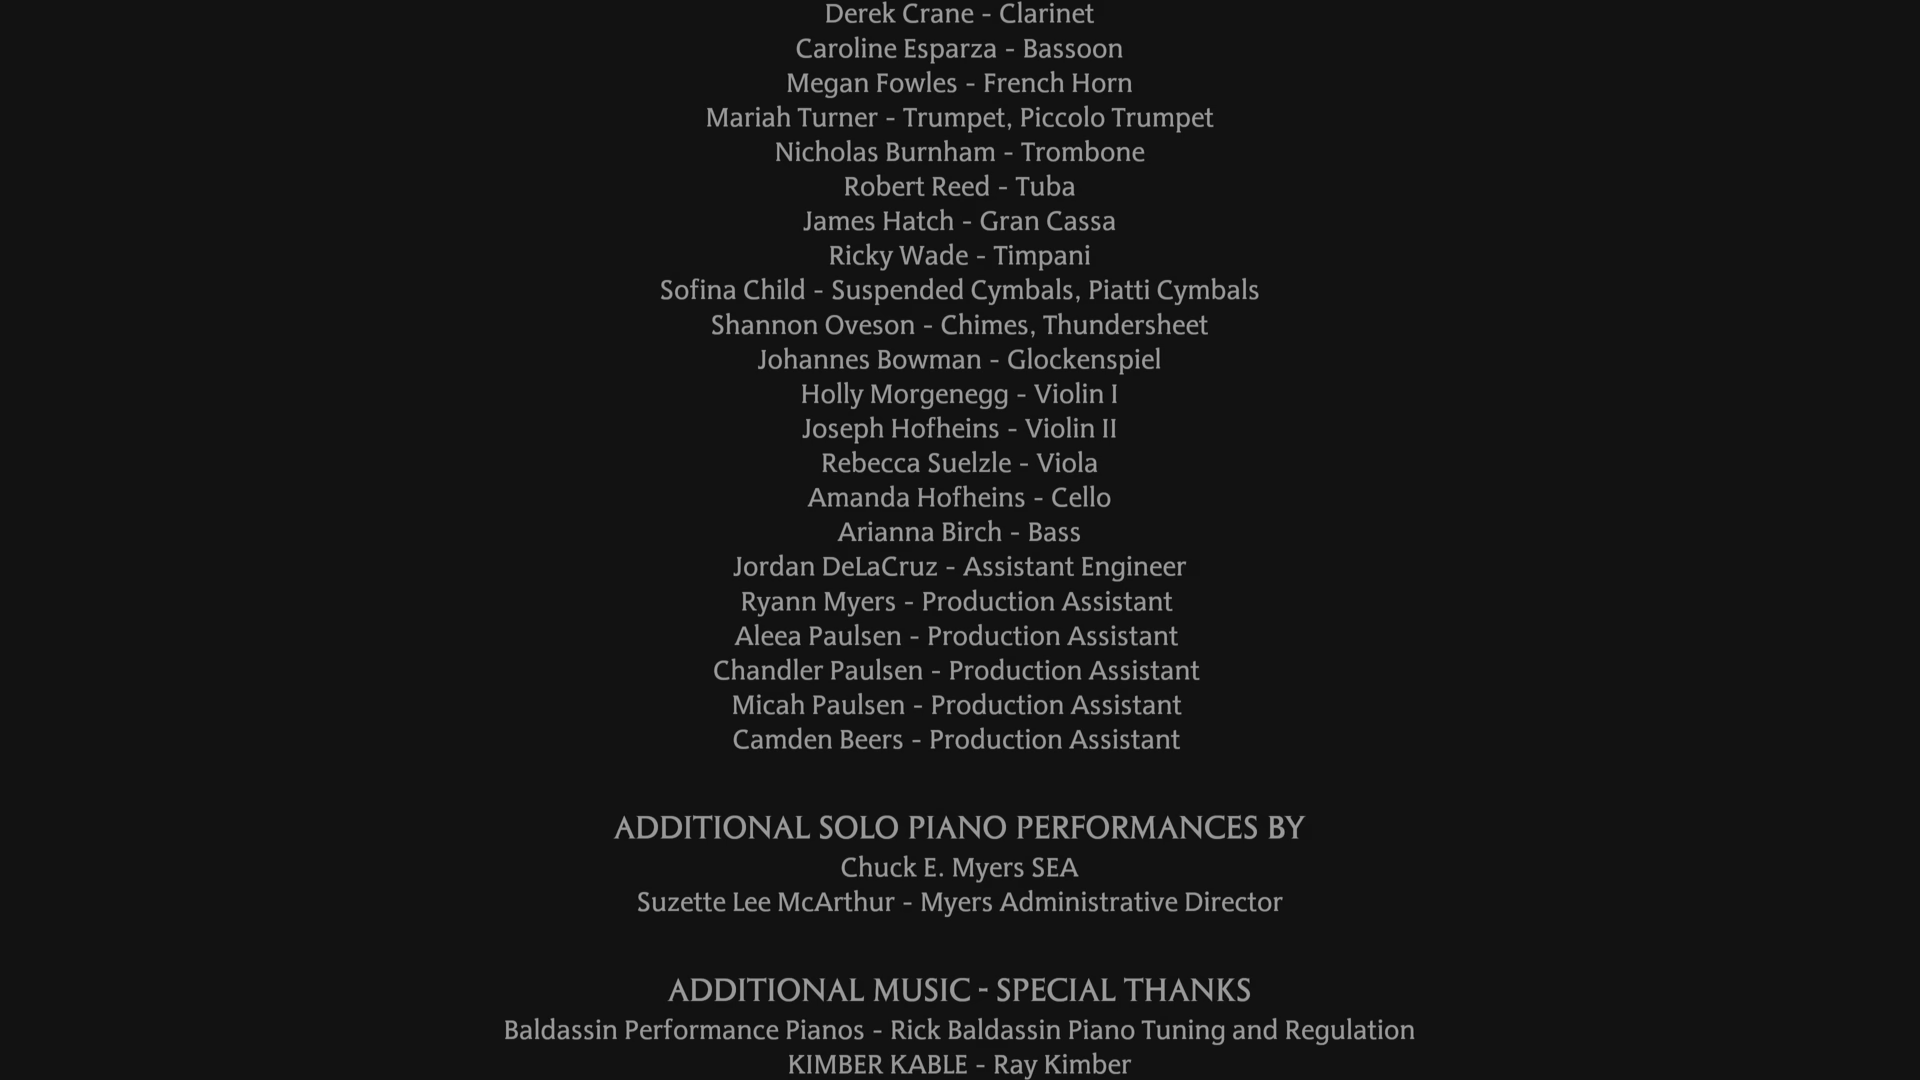 Derek Crane - Clarinet
Caroline Esparza - Bassoon
Megan Fowles - French Horn
Mariah Turner - Trumpet, Piccolo Trumpet
Nicholas Burnham - Trombone
Robert Reed - Tuba
James Hatch - Gran Cassa
Ricky Wade - Timpani
Sofina Child - Suspended Cymbals, Piatti Cymbals
Shannon Oveson - Chimes, Thundersheet
Johannes Bowman - Glockenspiel
Holly Morgenegg - Violin I
Joseph Hofheins - Violin II
Rebecca Suelzle - Viola
Amanda Hofheins - Cello
Arianna Birch - Bass
Jordan DeLaCruz - Assistant Engineer
Ryann Myers - Production Assistant
Aleea Paulsen - Production Assistant
Chandler Paulsen - Production Assistant
Micah Paulsen - Production Assistant
Camden Beers - Production Assistant
ADDITIONAL SOLO PIANO PERFORMANCES BY
Chuck E. Myers SEA
Suzette Lee McArthur - Myers Administrative Director
ADDITIONAL MUSIC - SPECIAL THANKS
Baldassin Performance Pianos - Rick Baldassin Piano Tuning and Regulation
KIMBER KABLE - Ray Kimber